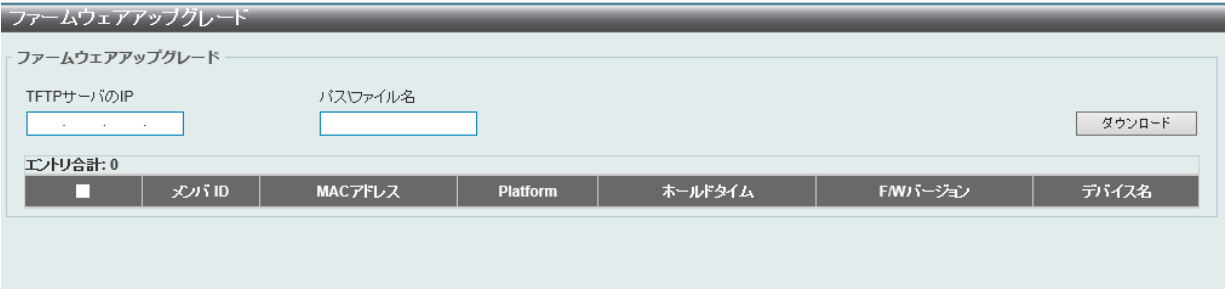 ファームウェアアップグレード
ファームウェアアップグレード
TFTPサーバのIP パス\ファイル名
. . . ダウンロード
エントリ合計: 0
メンバ ID MACアドレス Platform ホールドタイム F/Wバージョン デバイス名